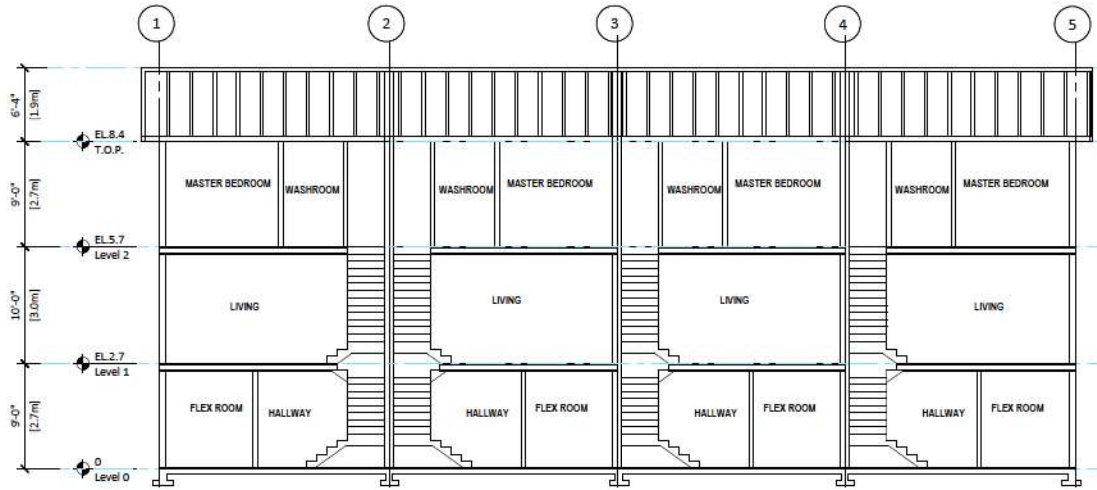 1 2 3 4 5
6'-4"
[1.9m]
EL.8.4
T.O.P.
9'-0"
[2.7m]
MASTER BEDROOM WASHROOM WASHROOM MASTER BEDROOM WASHROOM MASTER BEDROOM WASHROOM MASTER BEDROOM
EL.5.7
Level 2
10'-0"
[3.0m]
LIVING LIVING LIVING LIVING
EL.2.7
Level 1
9'-0"
[2.7m]
FLEX ROOM HALLWAY HALLWAY FLEX ROOM HALLWAY FLEX ROOM HALLWAY FLEX ROOM
0
Level 0